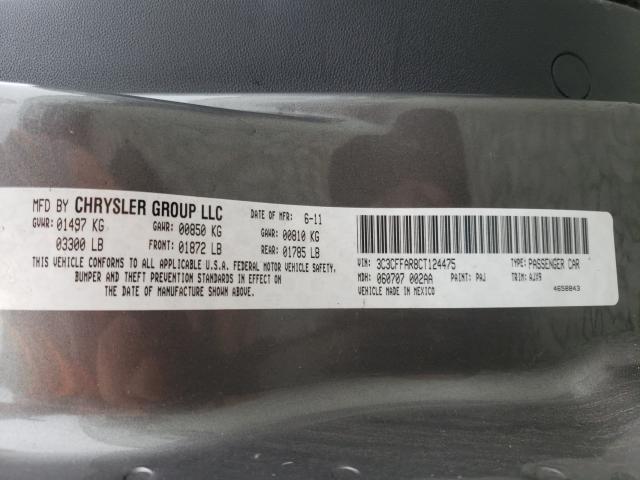 MFD BY CHRYSLER GROUP LLC DATE OF MFR: 6-11
GVWR: 01497 KG GAWR: 00850 KG GAWR: 00810 KG
03300 LB FRONT: 01872 LB REAR: 01785 LB
THIS VEHICLE CONFORMS TO ALL APPLICABLE U.S.A. FEDERAL MOTOR VEHICLE SAFETY,
BUMPER AND THEFT PREVENTION STANDARDS IN EFFECT ON
THE DATE OF MANUFACTURE SHOWN ABOVE.
VIN: 3C3CFFAR8CT124475 TYPE: PASSENGER CAR
MDH: 060707 002AA PAINT: PAJ TRIM: AJX9
VEHICLE MADE IN MEXICO 4658843